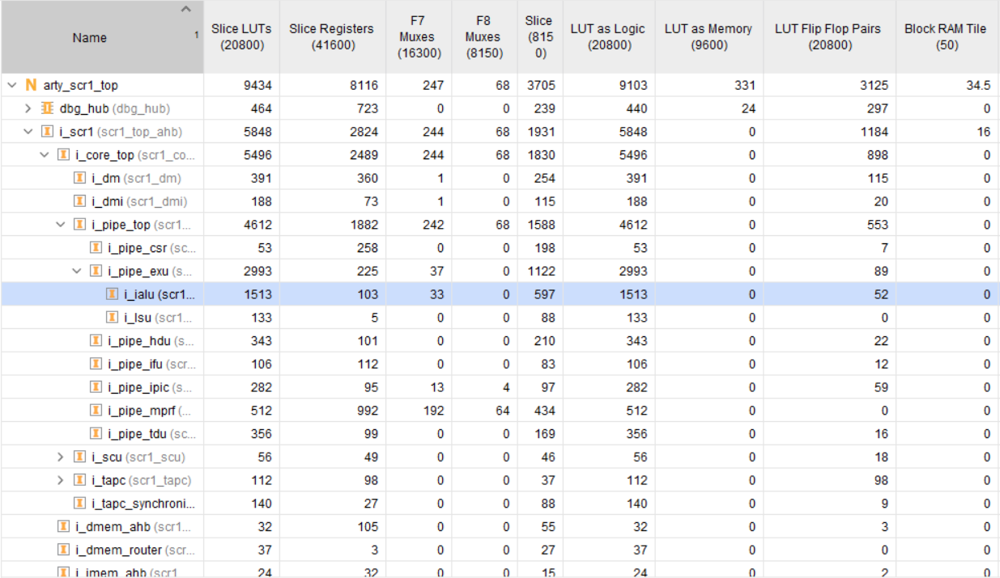 Name 1 Slice LUTs (20800) Slice Registers (41600) F7 Muxes (16300) F8 Muxes (8150) Slice (815 0) LUT as Logic (20800) LUT as Memory (9600) LUT Flip Flop Pairs (20800) Block RAM Tile (50)
N arty_scr1_top 9434 8116 247 68 3705 9103 331 3125 34.5
dbg_hub (dbg_hub) 464 723 0 0 239 440 24 297 0
i_scr1 (scr1_top_ahb) 5848 2824 244 68 1931 5848 0 1184 16
i_core_top (scr1_co... 5496 2489 244 68 1830 5496 0 898 0
i_dm (scr1_dm) 391 360 1 0 254 391 0 115 0
i_dmi (scr1_dmi) 188 73 1 0 115 188 0 20 0
i_pipe_top (scr1... 4612 1882 242 68 1588 4612 0 553 0
i_pipe_csr (sc... 53 258 0 0 198 53 0 7 0
i_pipe_exu (s... 2993 225 37 0 1122 2993 0 89 0
i_ialu (scr1... 1513 103 33 0 597 1513 0 52 0
i_lsu (scr1... 133 5 0 0 88 133 0 0 0
i_pipe_hdu (s... 343 101 0 0 210 343 0 22 0
i_pipe_ifu (scr... 106 112 0 0 83 106 0 12 0
i_pipe_ipic (s... 282 95 13 4 97 282 0 59 0
i_pipe_mprf (... 512 992 192 64 434 512 0 0 0
i_pipe_tdu (sc... 356 99 0 0 169 356 0 16 0
i_scu (scr1_scu) 56 49 0 0 46 56 0 18 0
i_tapc (scr1_tapc) 112 98 0 0 37 112 0 98 0
i_tapc_synchroni... 140 27 0 0 88 140 0 9 0
i_dmem_ahb (scr1... 32 105 0 0 55 32 0 3 0
i_dmem_router (scr... 37 3 0 0 27 37 0 0 0
i_imem_ahb (scr1 24 32 0 0 15 24 0 2 0